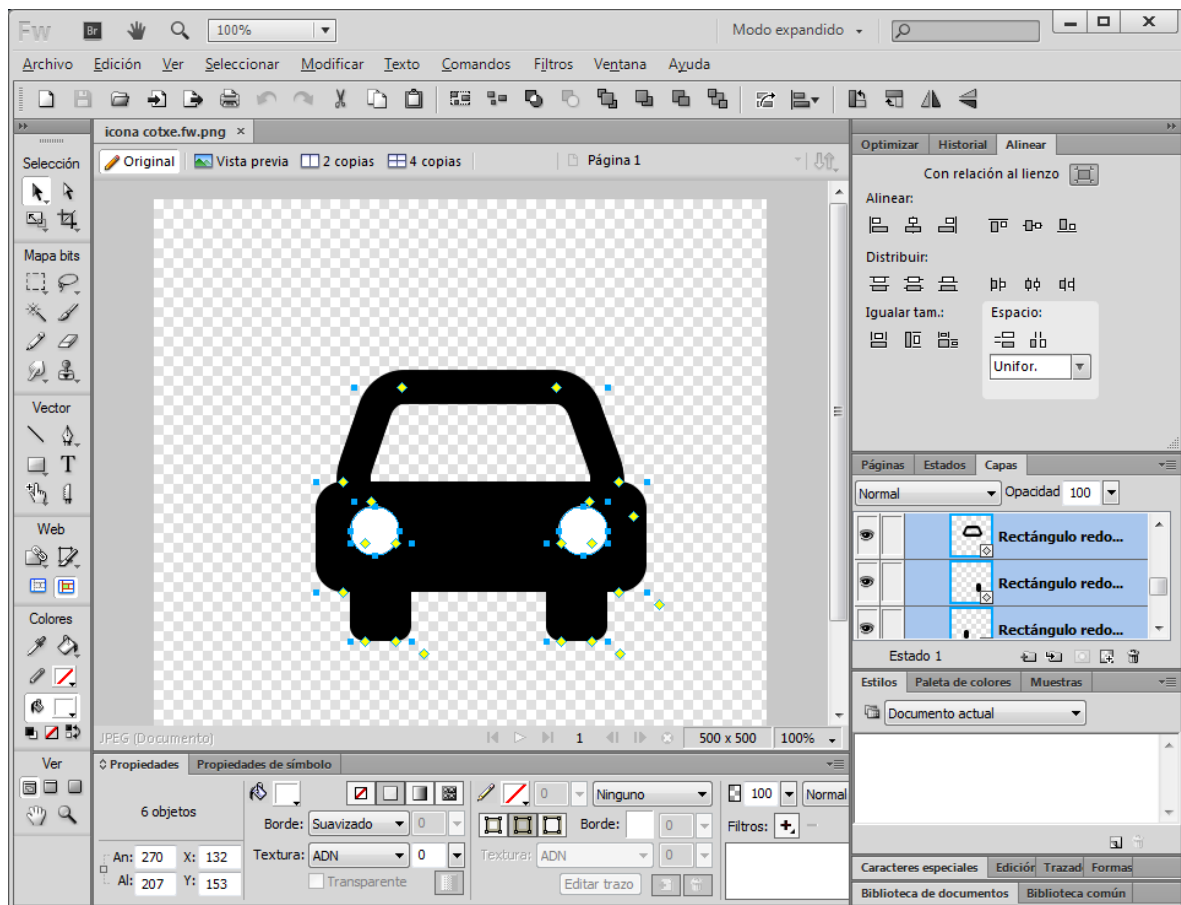 Fw Br 100% Modo expandido
Archivo Edición Ver Seleccionar Modificar Texto Comandos Filtros Ventana Ayuda
icona cotxe.fw.png ×
Selección
Original Vista previa 2 copias 4 copias Página 1
Mapa bits
Vector
T
Web
Colores
Ver
Optimizar Historial Alinear
Con relación al lienzo
Alinear:
Distribuir:
Igualar tam.: Espacio:
Unifor.
Páginas Estados Capas
Normal Opacidad 100
Rectángulo redo...
Rectángulo redo...
Rectángulo redo...
Estado 1
Estilos Paleta de colores Muestras
Documento actual
JPEG (Documento) 1 500 x 500 100%
Propiedades Propiedades de símbolo
6 objetos
An: 270 X: 132
Al: 207 Y: 153
Borde: Suavizado 0
Textura: ADN 0
Transparente
0 Ninguno
Borde: 0
Textura: ADN 0
Editar trazo
100 Normal
Filtros:
Caracteres especiales Edición Trazad Formas
Biblioteca de documentos Biblioteca común